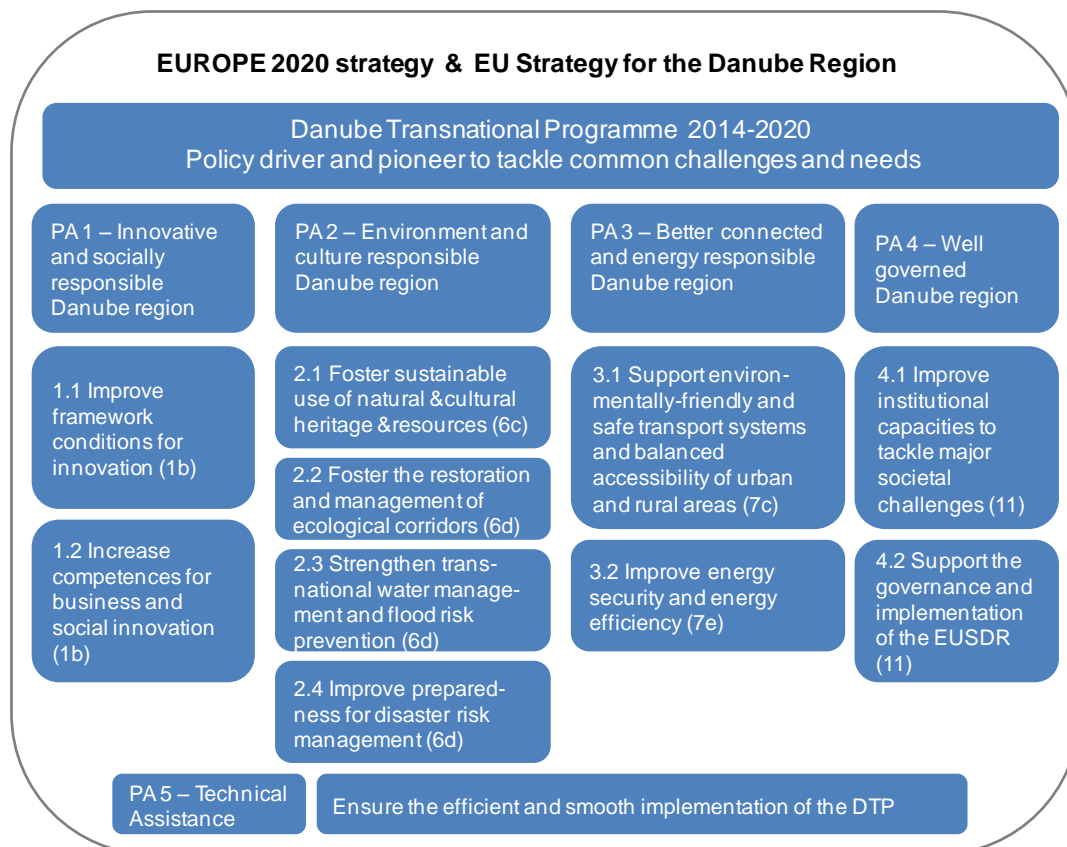 EUROPE 2020 strategy & EU Strategy for the Danube Region
Danube Transnational Programme 2014-2020
Policy driver and pioneer to tackle common challenges and needs
PA 1 – Innovative
and socially
responsible
Danube region
PA 2 – Environment and
culture responsible
Danube region
PA 3 – Better connected
and energy responsible
Danube region
PA 4 – Well
governed
Danube region
1.1 Improve
framework
conditions for
innovation (1b)
1.2 Increase
competences for
business and
social innovation
(1b)
2.1 Foster sustainable
use of natural &cultural
heritage &resources (6c)
2.2 Foster the restoration
and management of
ecological corridors (6d)
2.3 Strengthen trans-
national water manage-
ment and flood risk
prevention (6d)
2.4 Improve prepared-
ness for disaster risk
management (6d)
3.1 Support environ-
mentally-friendly and
safe transport systems
and balanced
accessibility of urban
and rural areas (7c)
3.2 Improve energy
security and energy
efficiency (7e)
4.1 Improve
institutional
capacities to
tackle major
societal
challenges (11)
4.2 Support the
governance and
implementation
of the EUSDR
(11)
PA 5 – Technical
Assistance
Ensure the efficient and smooth implementation of the DTP